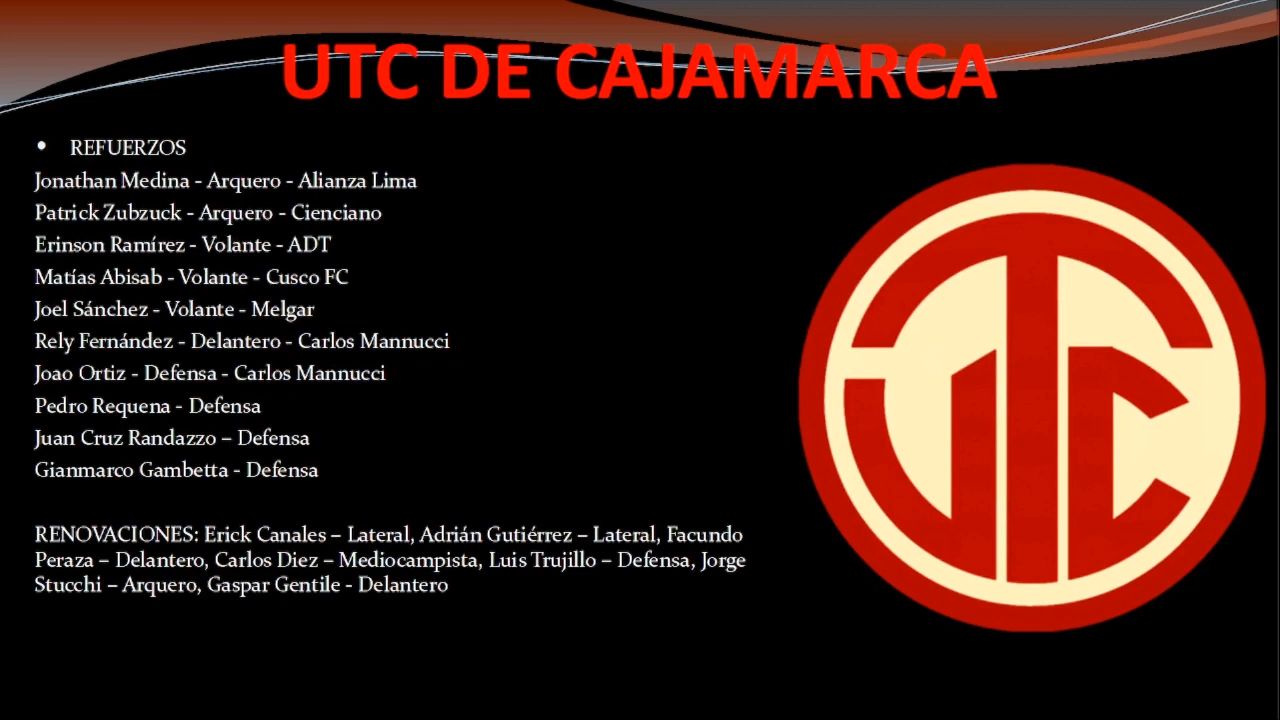 UTC DE CAJAMARCA
• REFUERZOS
Jonathan Medina - Arquero - Alianza Lima
Patrick Zubzuck - Arquero - Cienciano
Erinson Ramírez - Volante - ADT
Matías Abisab - Volante - Cusco FC
Joel Sánchez - Volante - Melgar
Rely Fernández - Delantero - Carlos Mannucci
Joao Ortiz - Defensa - Carlos Mannucci
Pedro Requena - Defensa
Juan Cruz Randazzo – Defensa
Gianmarco Gambetta - Defensa
RENOVACIONES: Erick Canales – Lateral, Adrián Gutiérrez – Lateral, Facundo
Peraza – Delantero, Carlos Diez – Mediocampista, Luis Trujillo – Defensa, Jorge
Stucchi – Arquero, Gaspar Gentile - Delantero
UTC